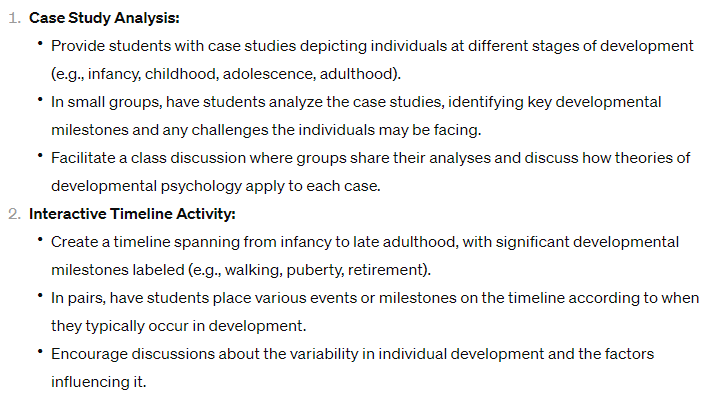 1. Case Study Analysis:
• Provide students with case studies depicting individuals at different stages of development
(e.g., infancy, childhood, adolescence, adulthood).
• In small groups, have students analyze the case studies, identifying key developmental
milestones and any challenges the individuals may be facing.
• Facilitate a class discussion where groups share their analyses and discuss how theories of
developmental psychology apply to each case.
2. Interactive Timeline Activity:
• Create a timeline spanning from infancy to late adulthood, with significant developmental
milestones labeled (e.g., walking, puberty, retirement).
• In pairs, have students place various events or milestones on the timeline according to when
they typically occur in development.
• Encourage discussions about the variability in individual development and the factors
influencing it.